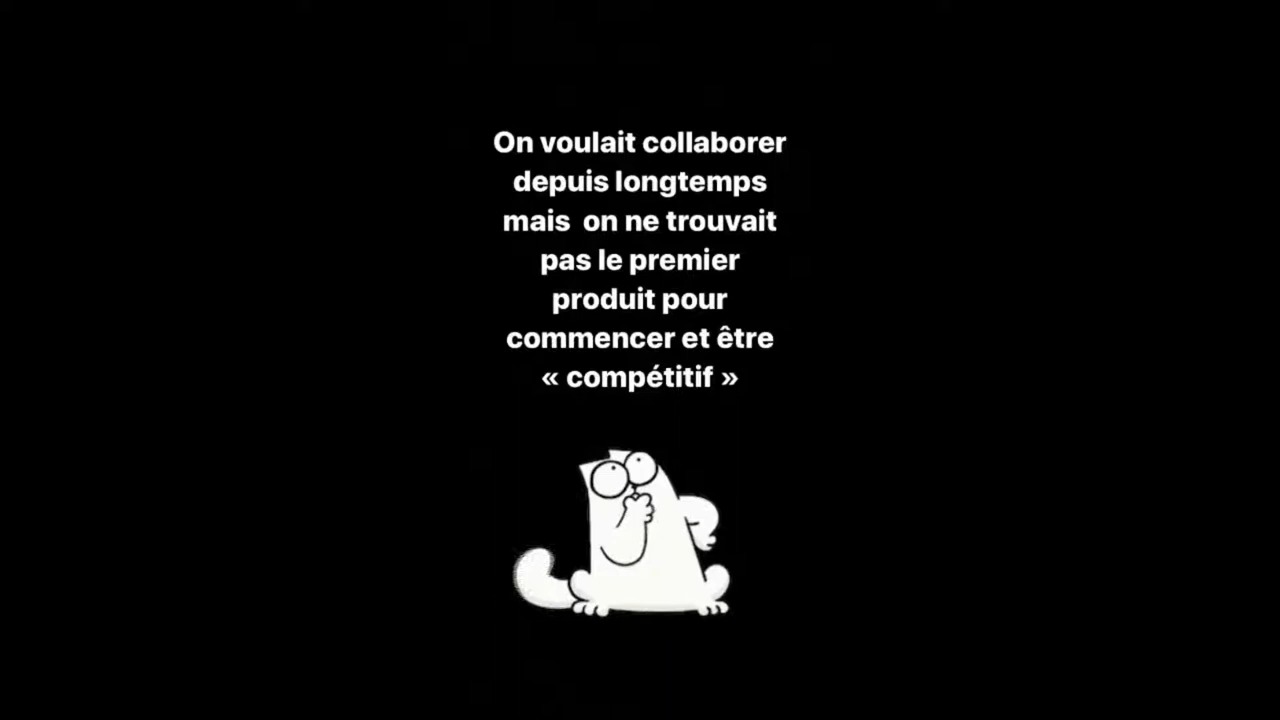 On voulait collaborer
depuis longtemps
mais  on ne trouvait
pas le premier
produit pour
commencer et être
« compétitif »